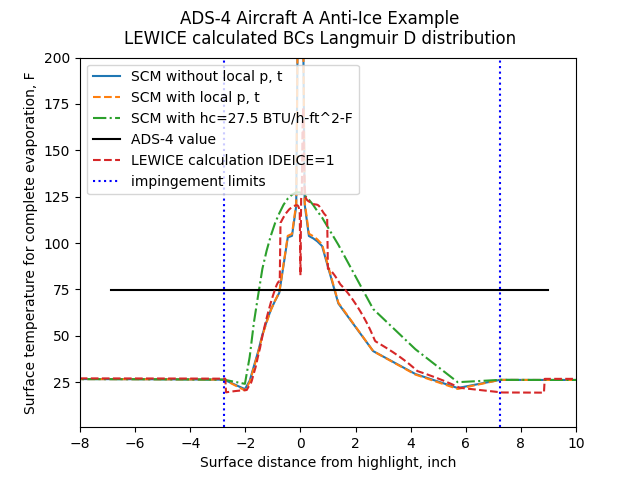 ADS-4 Aircraft A Anti-Ice Example
LEWICE calculated BCs Langmuir D distribution
Surface temperature for complete evaporation, F
200
175
150
125
100
75
50
25
SCM without local p, t
SCM with local p, t
SCM with hc=27.5 BTU/h-ft^2-F
ADS-4 value
LEWICE calculation IDEICE=1
impingement limits
−8 −6 −4 −2 0 2 4 6 8 10
Surface distance from highlight, inch